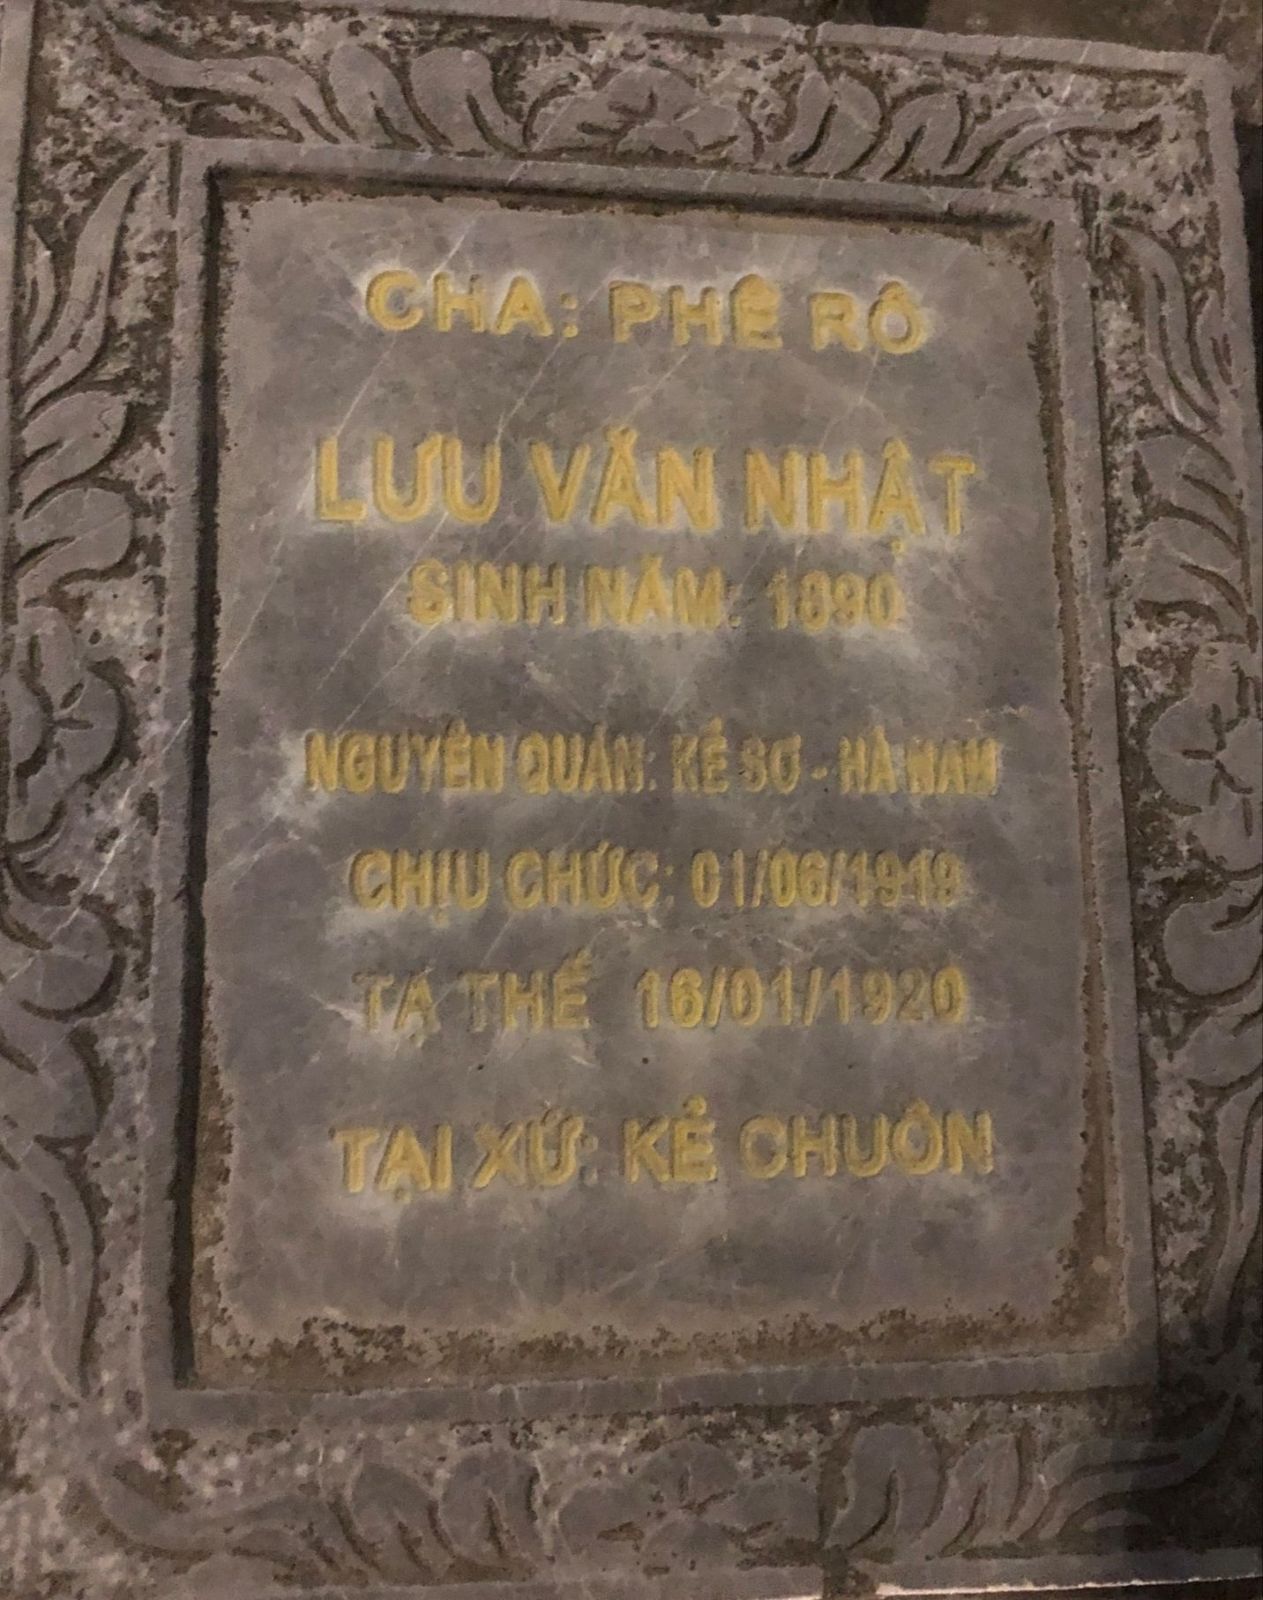 CHA: PHÊ RÔ
LƯU VĂN NHẬT
SINH NĂM: 1890
NGUYÊN QUÁN: KẺ SƠ - HÀ NAM
CHỊU CHỨC: 01/06/1919
TẠ THẾ 16/01/1920
TẠI XỨ: KẺ CHUÔN